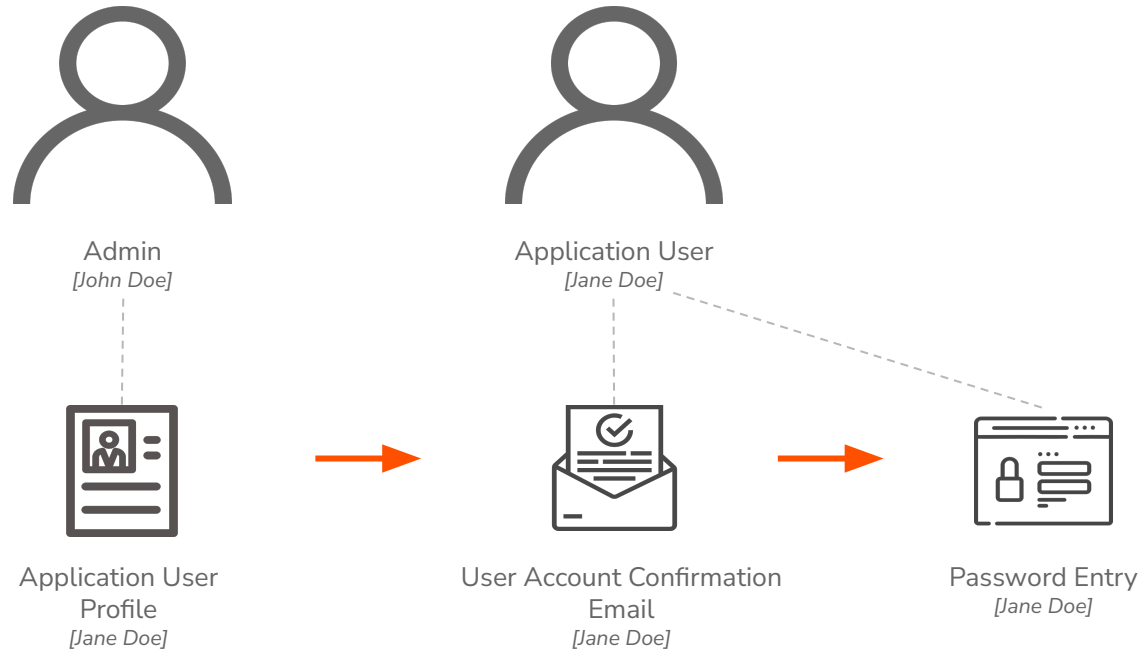 Admin
[John Doe]
Application User
[Jane Doe]
Application User
Profile
[Jane Doe]
User Account Confirmation
Email
[Jane Doe]
Password Entry
[Jane Doe]